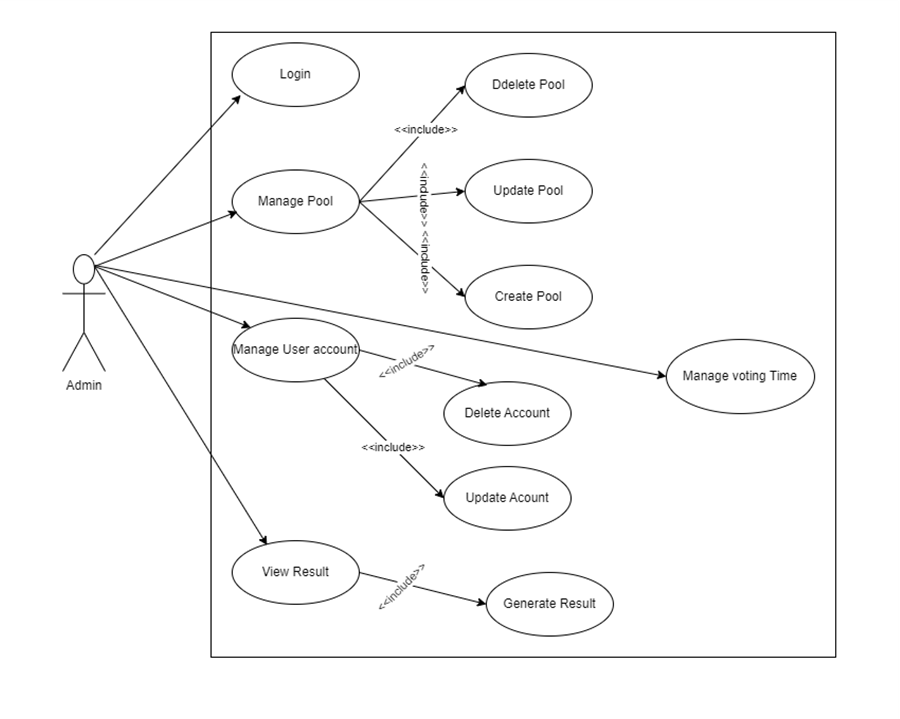 Login
Ddelete Pool
<<include>>
Manage Pool
<<include>>
Update Pool
<<include>>
Create Pool
Admin
Manage User account
<<include>>
Manage voting Time
Delete Account
<<include>>
Update Acount
View Result
<<include>>
Generate Result